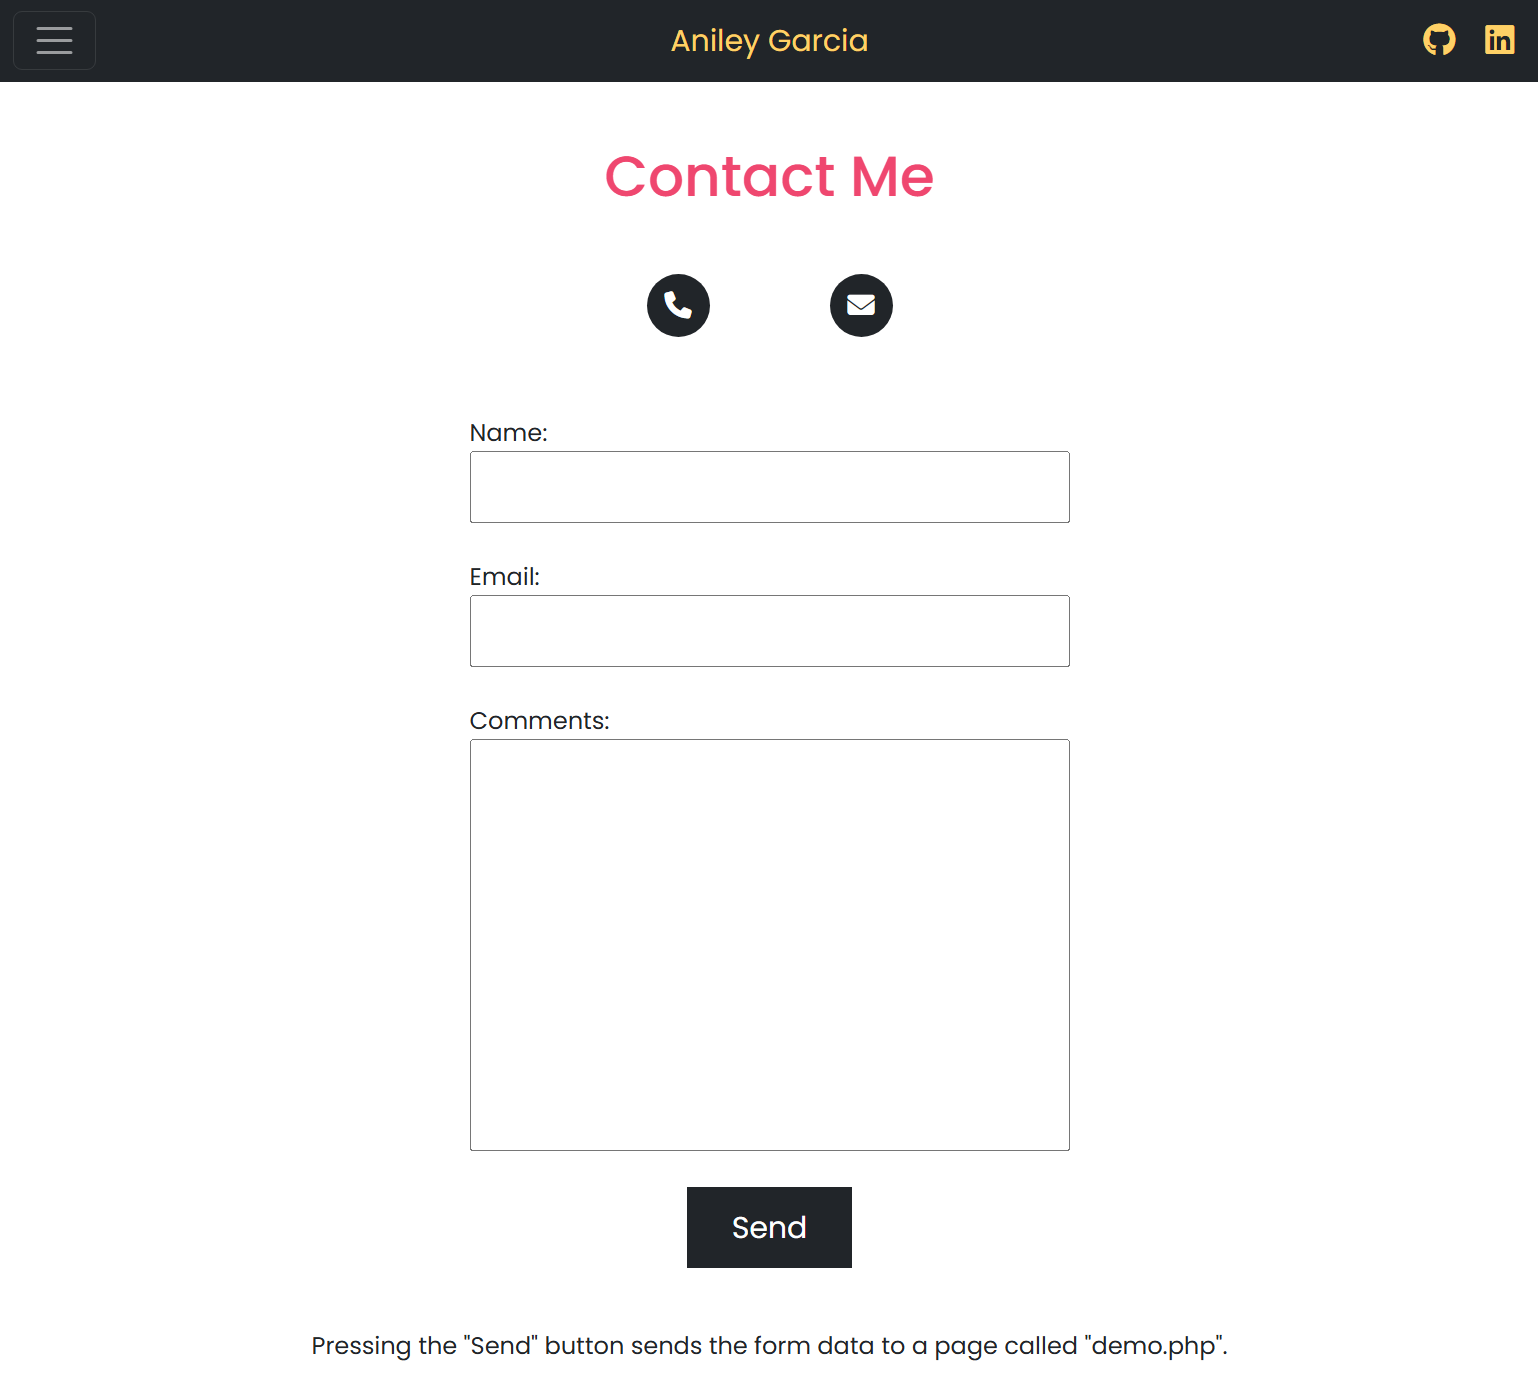 Aniley Garcia
Contact Me
Name:
Email:
Comments:
Send
Pressing the "Send" button sends the form data to a page called "demo.php".